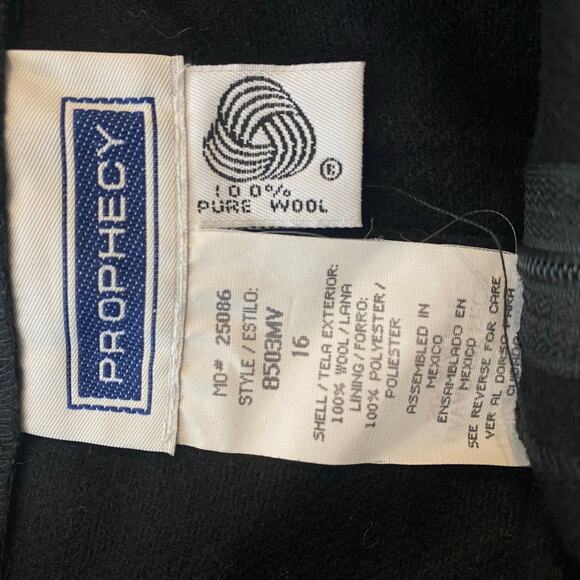 PROPHECY
100%
PURE WOOL
®
MO# 25086
STYLE/ESTILO:
8503MV
16
SHELL/TELA EXTERIOR:
100% WOOL/LANA
LINING/FORRO:
100% POLYESTER/
POLIESTER
ASSEMBLED IN
MEXICO
ENSAMBLADO EN
MEXICO
SEE REVERSE FOR CARE
VER AL DORSO PARA